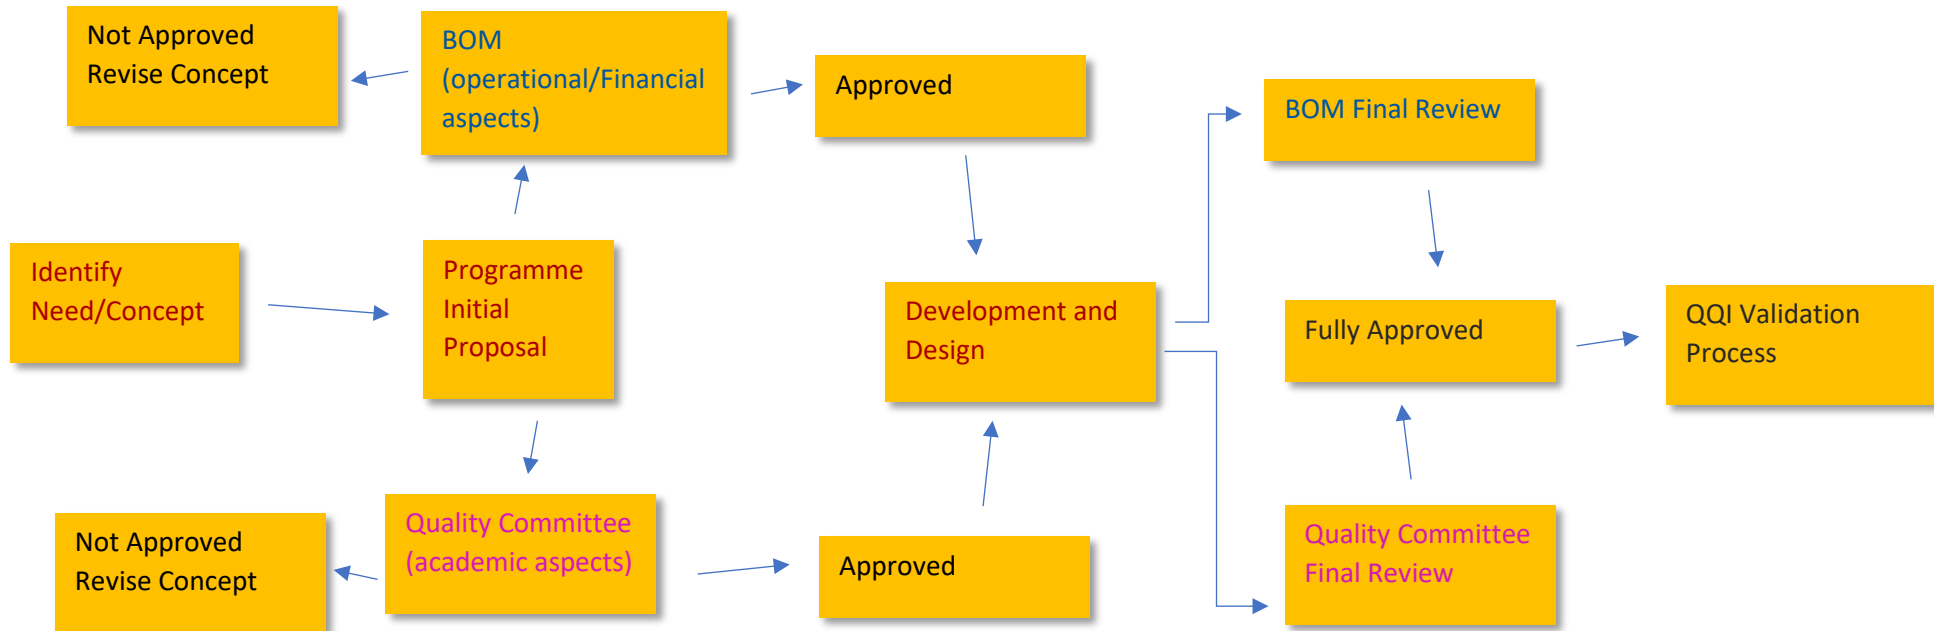 Not Approved
Revise Concept
BOM
(operational/Financial
aspects)
Approved
BOM Final Review
Identify
Need/Concept
Programme
Initial
Proposal
Development and
Design
Fully Approved
QQI Validation
Process
Not Approved
Revise Concept
Quality Committee
(academic aspects)
Approved
Quality Committee
Final Review